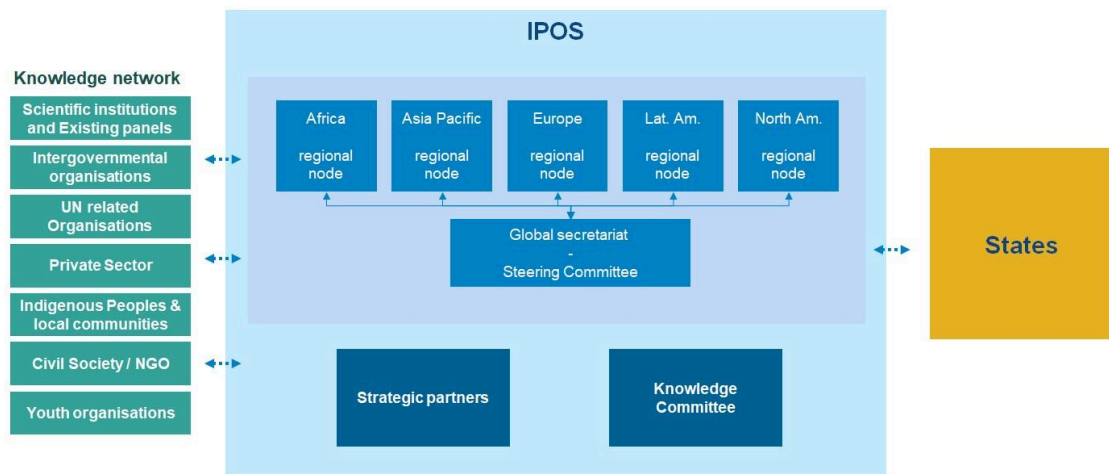 IPOS
Knowledge network
Scientific institutions
and Existing panels
Intergovernmental
organisations
UN related
Organisations
Private Sector
Indigenous Peoples &
local communities
Civil Society / NGO
Youth organisations
Africa
regional
node
Asia Pacific
regional
node
Europe
regional
node
Lat. Am.
regional
node
North Am.
regional
node
Global secretariat
-
Steering Committee
Strategic partners
Knowledge
Committee
States